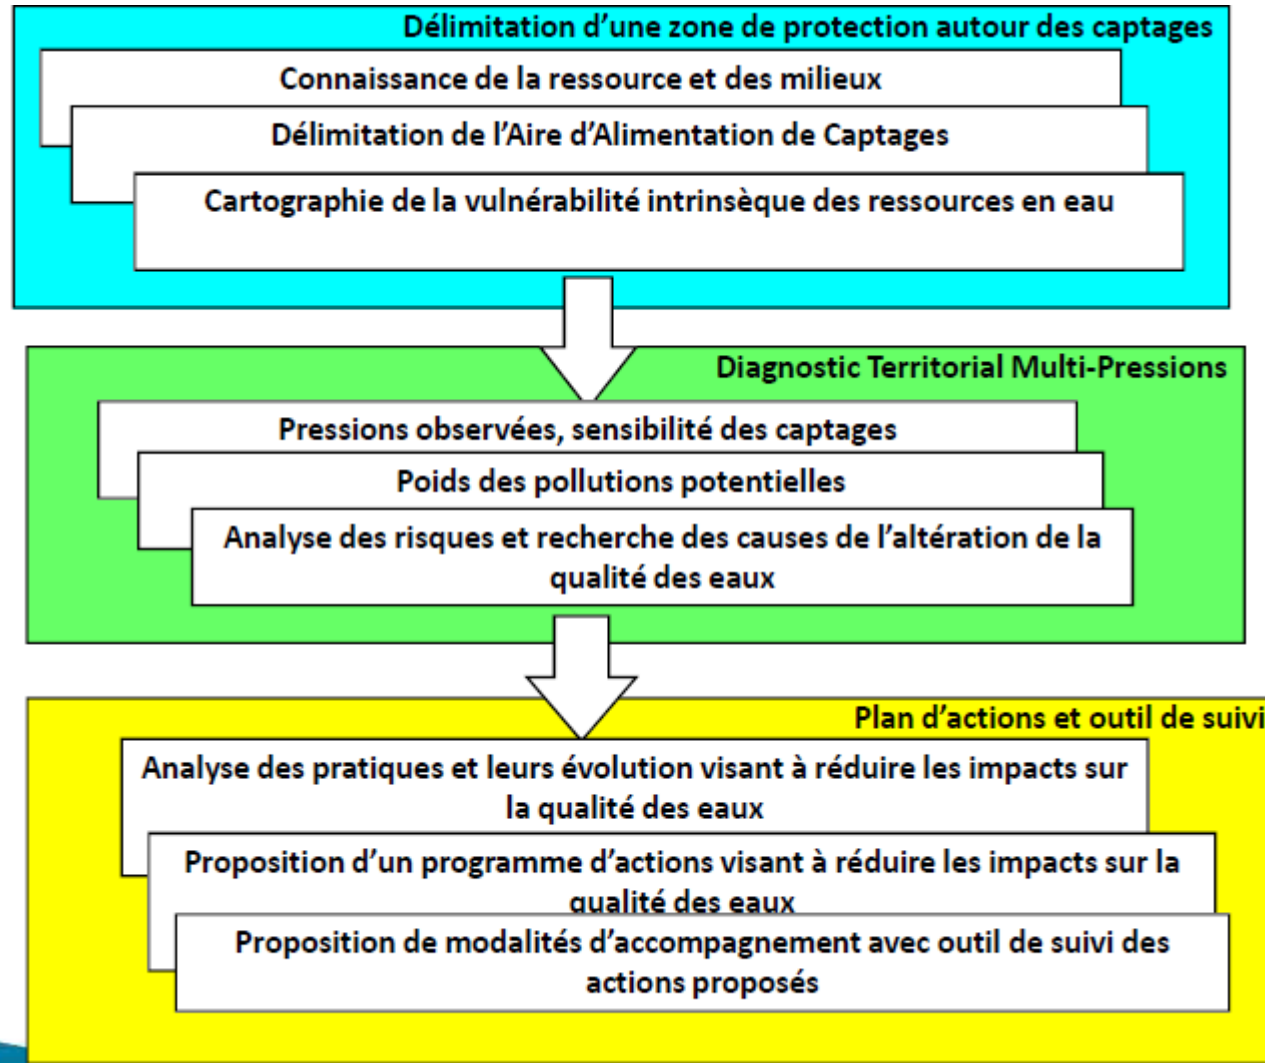 Délimitation d’une zone de protection autour des captages
Connaissance de la ressource et des milieux
Délimitation de l’Aire d’Alimentation de Captages
Cartographie de la vulnérabilité intrinsèque des ressources en eau
Diagnostic Territorial Multi-Pressions
Pressions observées, sensibilité des captages
Poids des pollutions potentielles
Analyse des risques et recherche des causes de l’altération de la
qualité des eaux
Plan d’actions et outil de suivi
Analyse des pratiques et leurs évolution visant à réduire les impacts sur
la qualité des eaux
Proposition d’un programme d’actions visant à réduire les impacts sur la
qualité des eaux
Proposition de modalités d’accompagnement avec outil de suivi des
actions proposés